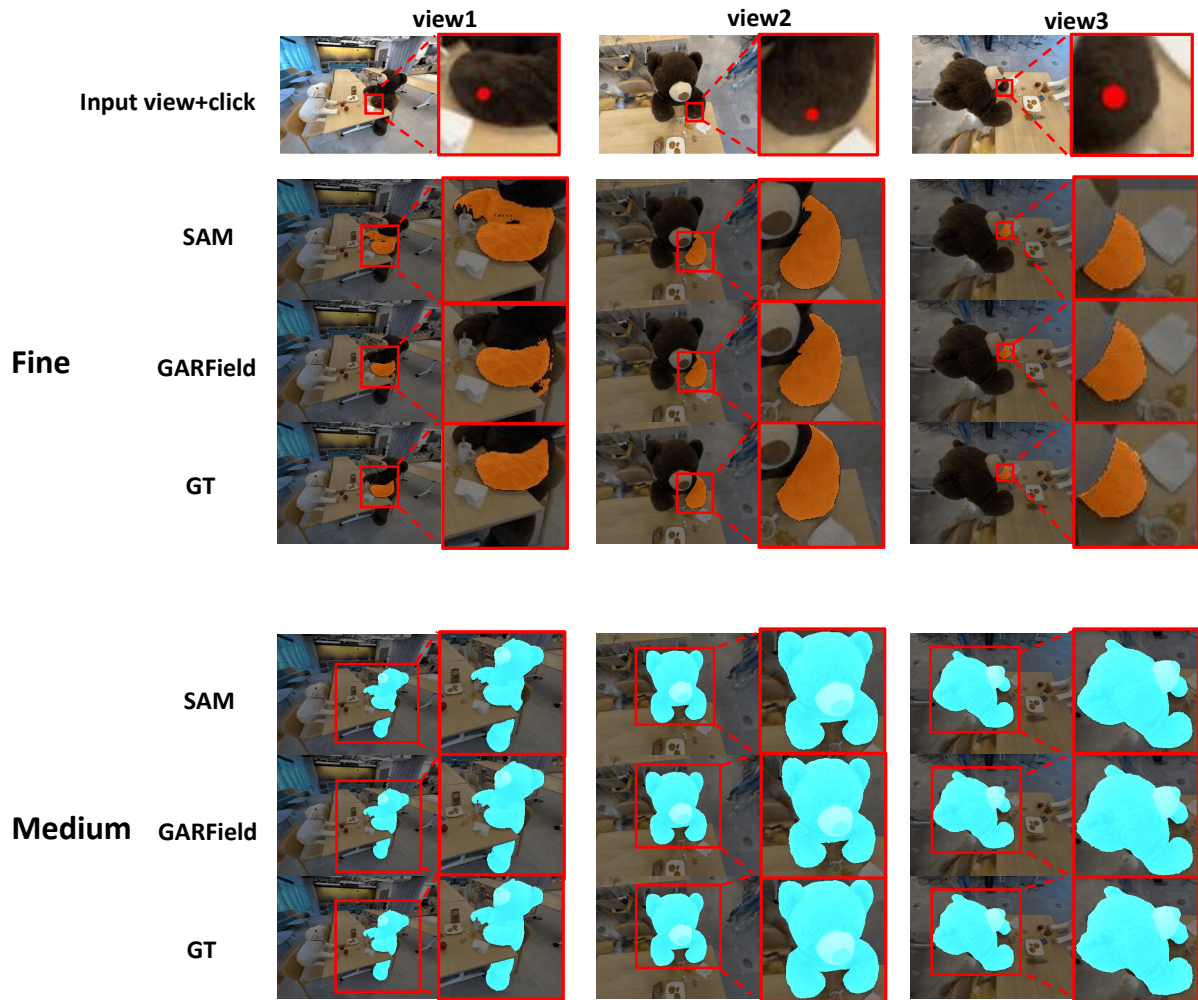 view1 view2 view3
Input view+click
SAM
Fine GARField
GT
SAM
Medium GARField
GT